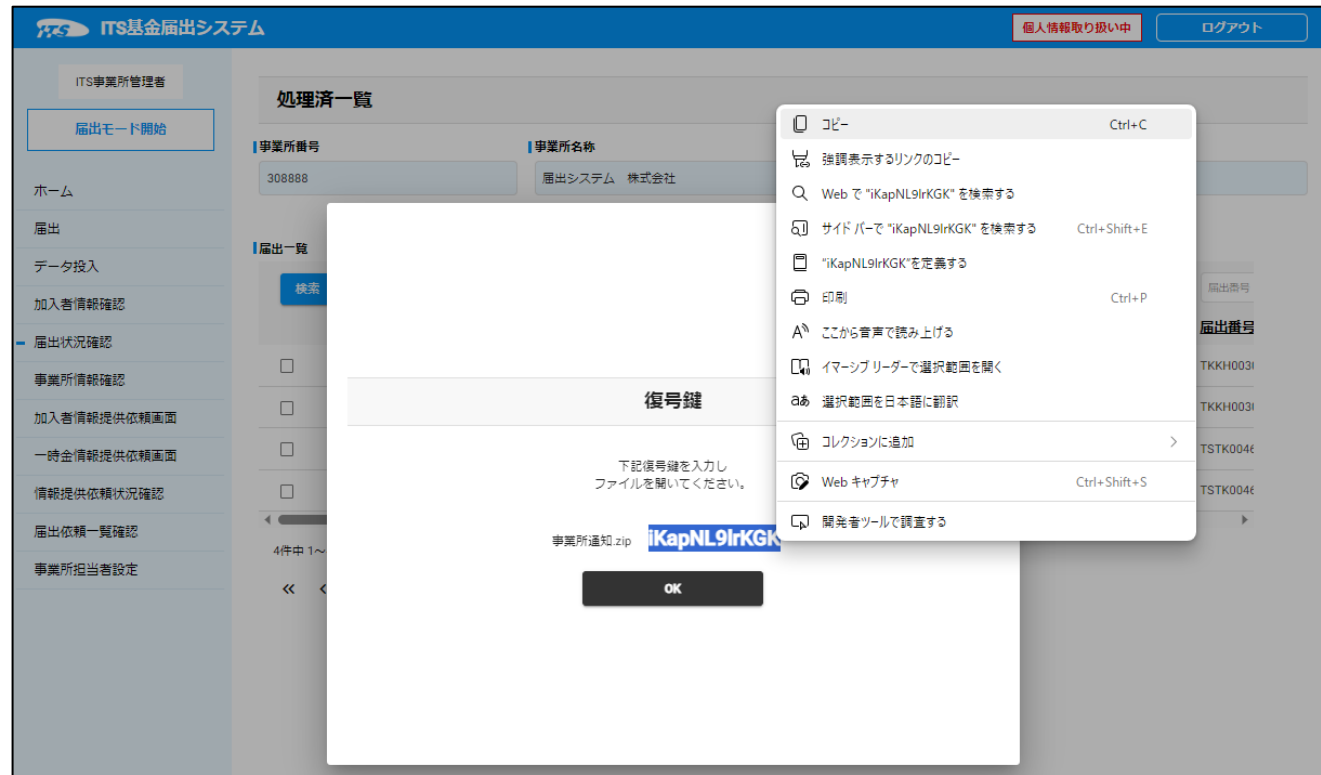 ITS ITS基金届出システム
個人情報取り扱い中
ログアウト
ITS事業所管理者
届出モード開始
ホーム
届出
データ投入
加入者情報確認
届出状況確認
事業所情報確認
加入者情報提供依頼画面
一時金情報提供依頼画面
情報提供依頼状況確認
届出依頼一覧確認
事業所担当者設定
処理済一覧
事業所番号
事業所名称
308888
届出システム 株式会社
届出一覧
検索
届出番号
届出番号
TKKH003
TKKH003
TSTK004
TSTK004
4件中 1~
« ‹
復号鍵
下記復号鍵を入力し
ファイルを開いてください。
事業所通知.zip iKapNL9lrKGK
OK
コピー Ctrl+C
強調表示するリンクのコピー
Web で "iKapNL9lrKGK" を検索する
サイド バーで "iKapNL9lrKGK" を検索する Ctrl+Shift+E
"iKapNL9lrKGK"を定義する
印刷 Ctrl+P
ここから音声で読み上げる
イマーシブ リーダーで選択範囲を開く
選択範囲を日本語に翻訳
コレクションに追加
Web キャプチャ Ctrl+Shift+S
開発者ツールで調査する